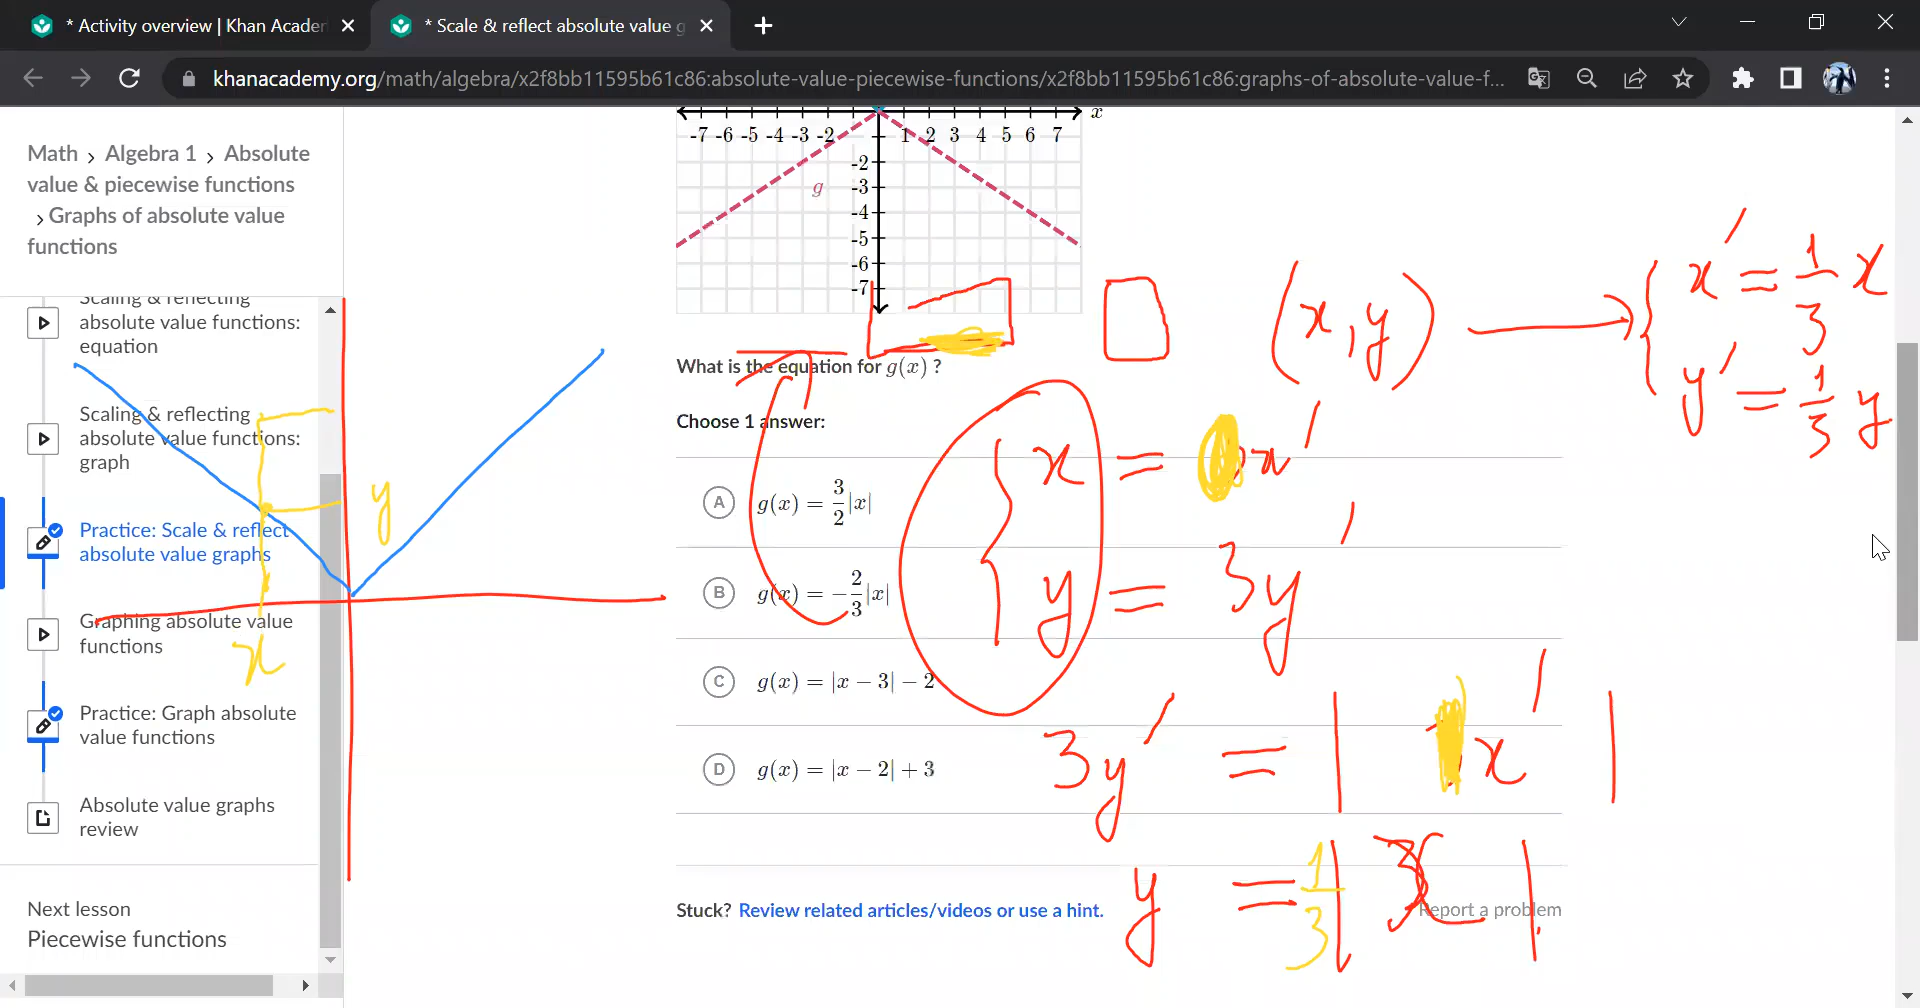 * Activity overview | Khan Acade
* Scale & reflect absolute value g
khanacademy.org/math/algebra/x2f8bb11595b61c86:absolute-value-piecewise-functions/x2f8bb11595b61c86:graphs-of-absolute-value-f...
Math > Algebra 1 > Absolute
value & piecewise functions
> Graphs of absolute value
functions
Scaling & reflecting
absolute value functions:
equation
Scaling & reflecting
absolute value functions:
graph
Practice: Scale & reflect
absolute value graphs
Graphing absolute value
functions
Practice: Graph absolute
value functions
Absolute value graphs
review
Next lesson
Piecewise functions
y
x
x
-7 -6 -5 -4 -3 -2 1 2 3 4 5 6 7
-2
-3
-4
-5
-6
-7
g
What is the equation for g(x) ?
Choose 1 answer:
A g(x) = 3/2|x|
B g(x) = -2/3|x|
C g(x) = |x − 3| − 2
D g(x) = |x − 2| + 3
Stuck? Review related articles/videos or use a hint.
Report a problem
(x, y) → { x' = 1/3 x
y' = 1/3 y
{ x = x'
y = 3y'
3y' = | x' |
y = 1/3 | x |